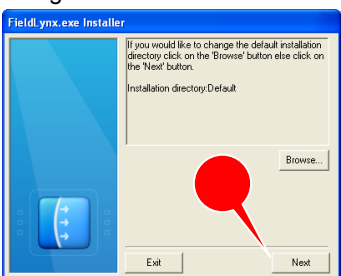 FieldLynx.exe Installer
If you would like to change the default installation
directory click on the 'Browse' button else click on
the 'Next' button.
Installation directory:Default
Browse...
Exit
Next